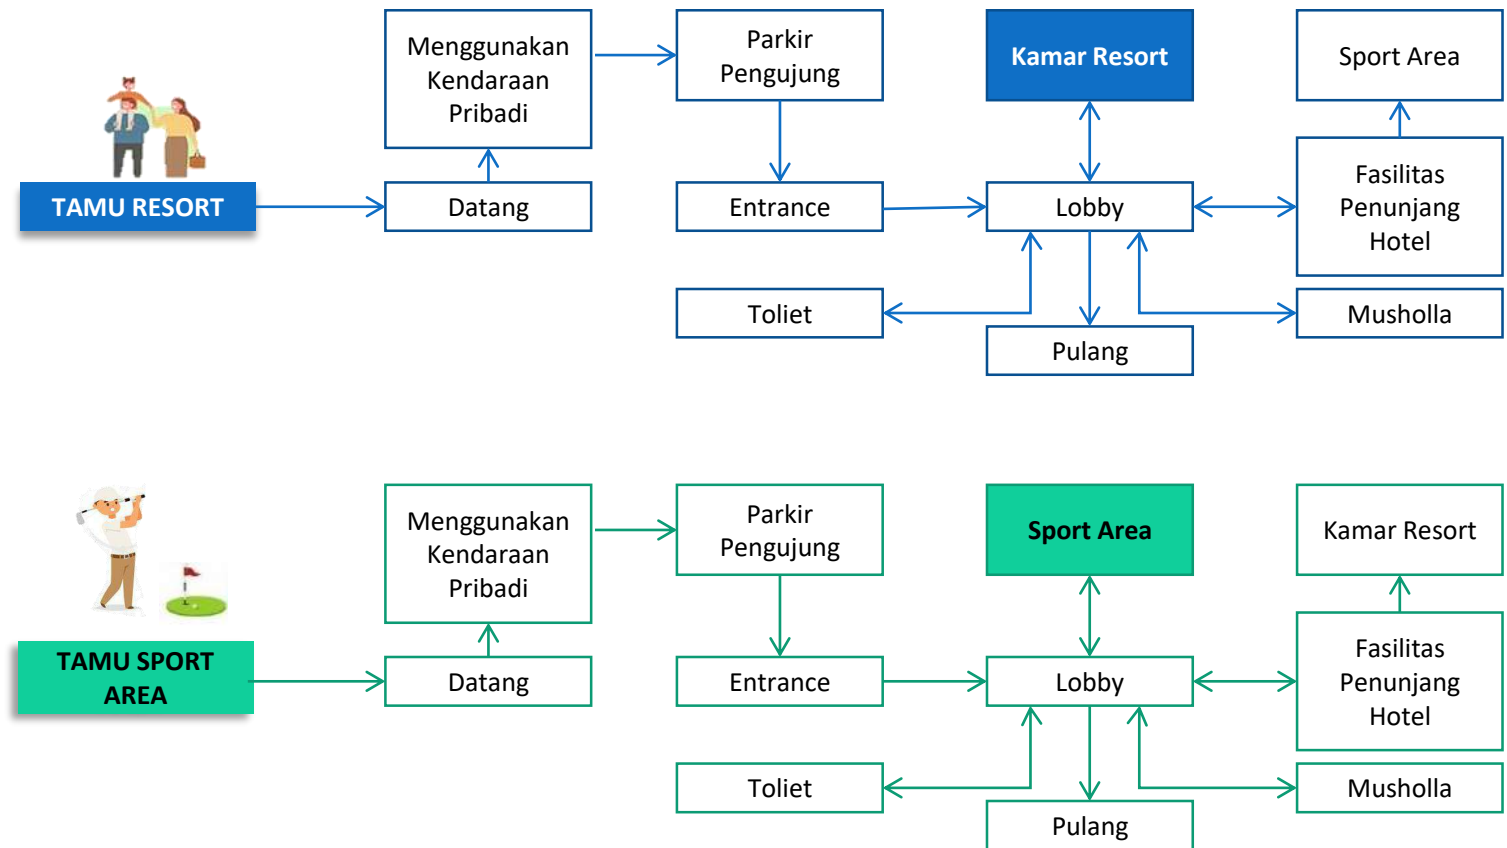 Menggunakan
Kendaraan
Pribadi
Parkir
Pengujung
Kamar Resort
Sport Area
TAMU RESORT
Datang
Entrance
Lobby
Fasilitas
Penunjang
Hotel
Toliet
Pulang
Musholla
Menggunakan
Kendaraan
Pribadi
Parkir
Pengujung
Sport Area
Kamar Resort
TAMU SPORT
AREA
Datang
Entrance
Lobby
Fasilitas
Penunjang
Hotel
Toliet
Pulang
Musholla